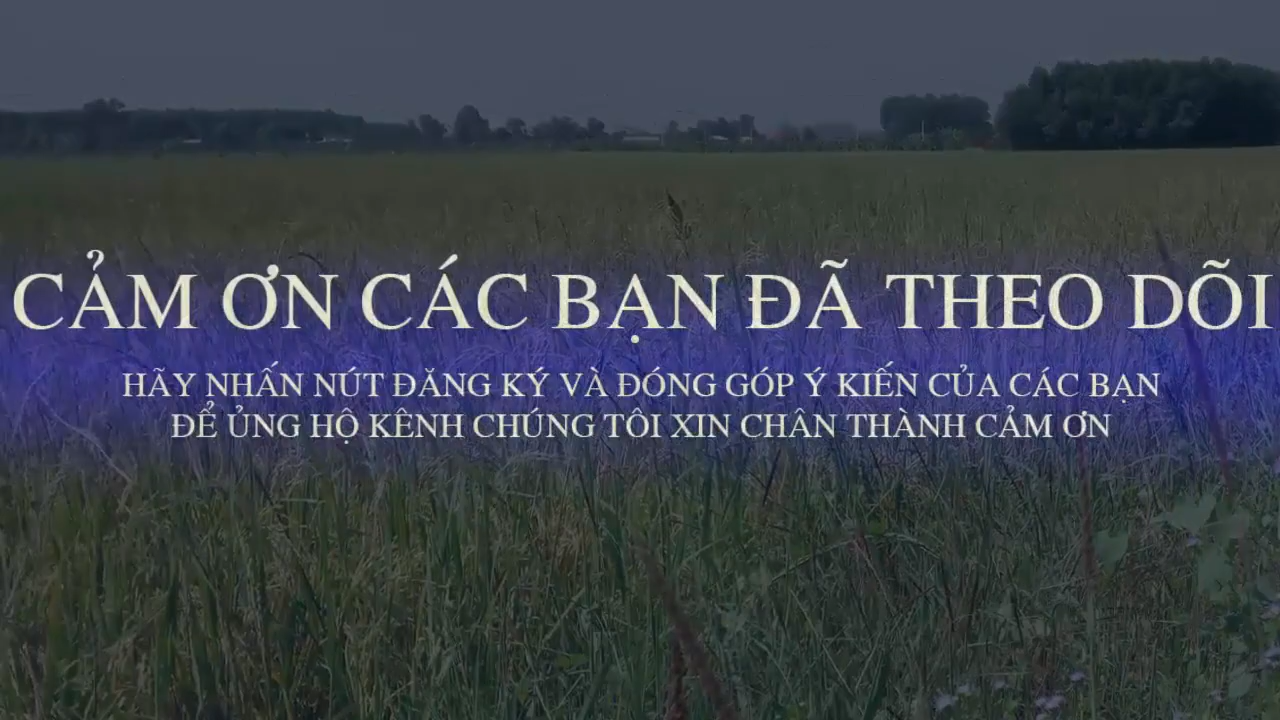 CẢM ƠN CÁC BẠN ĐÃ THEO DÕI
HÃY NHẤN NÚT ĐĂNG KÝ VÀ ĐÓNG GÓP Ý KIẾN CỦA CÁC BẠN
ĐỂ ỦNG HỘ KÊNH CHÚNG TÔI XIN CHÂN THÀNH CẢM ƠN